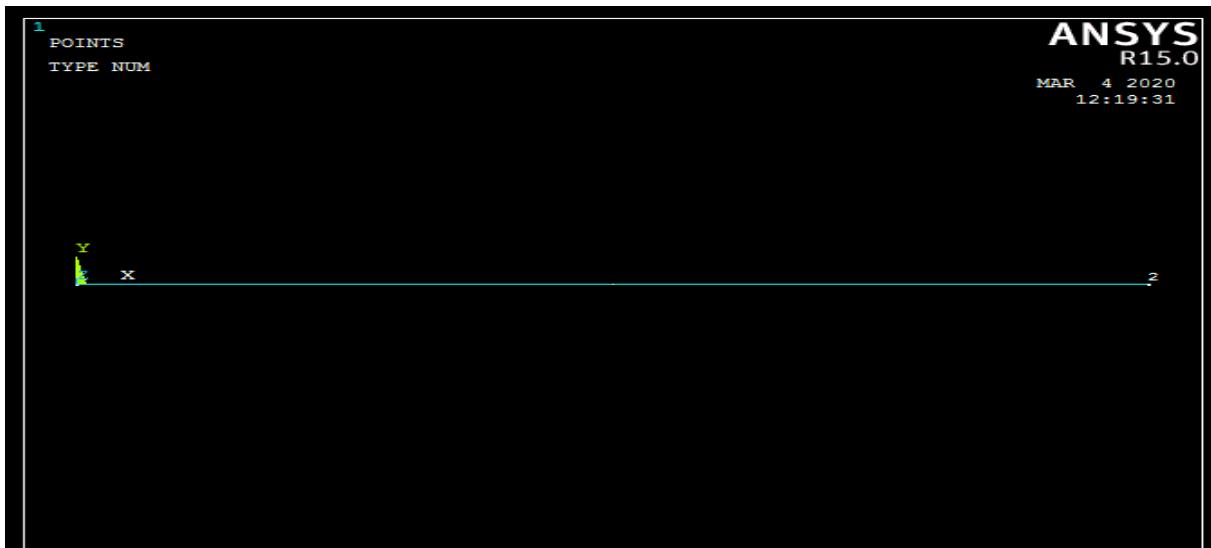 1
POINTS
TYPE NUM
ANSYS
R15.0
MAR 4 2020
12:19:31
Y
Z X
2